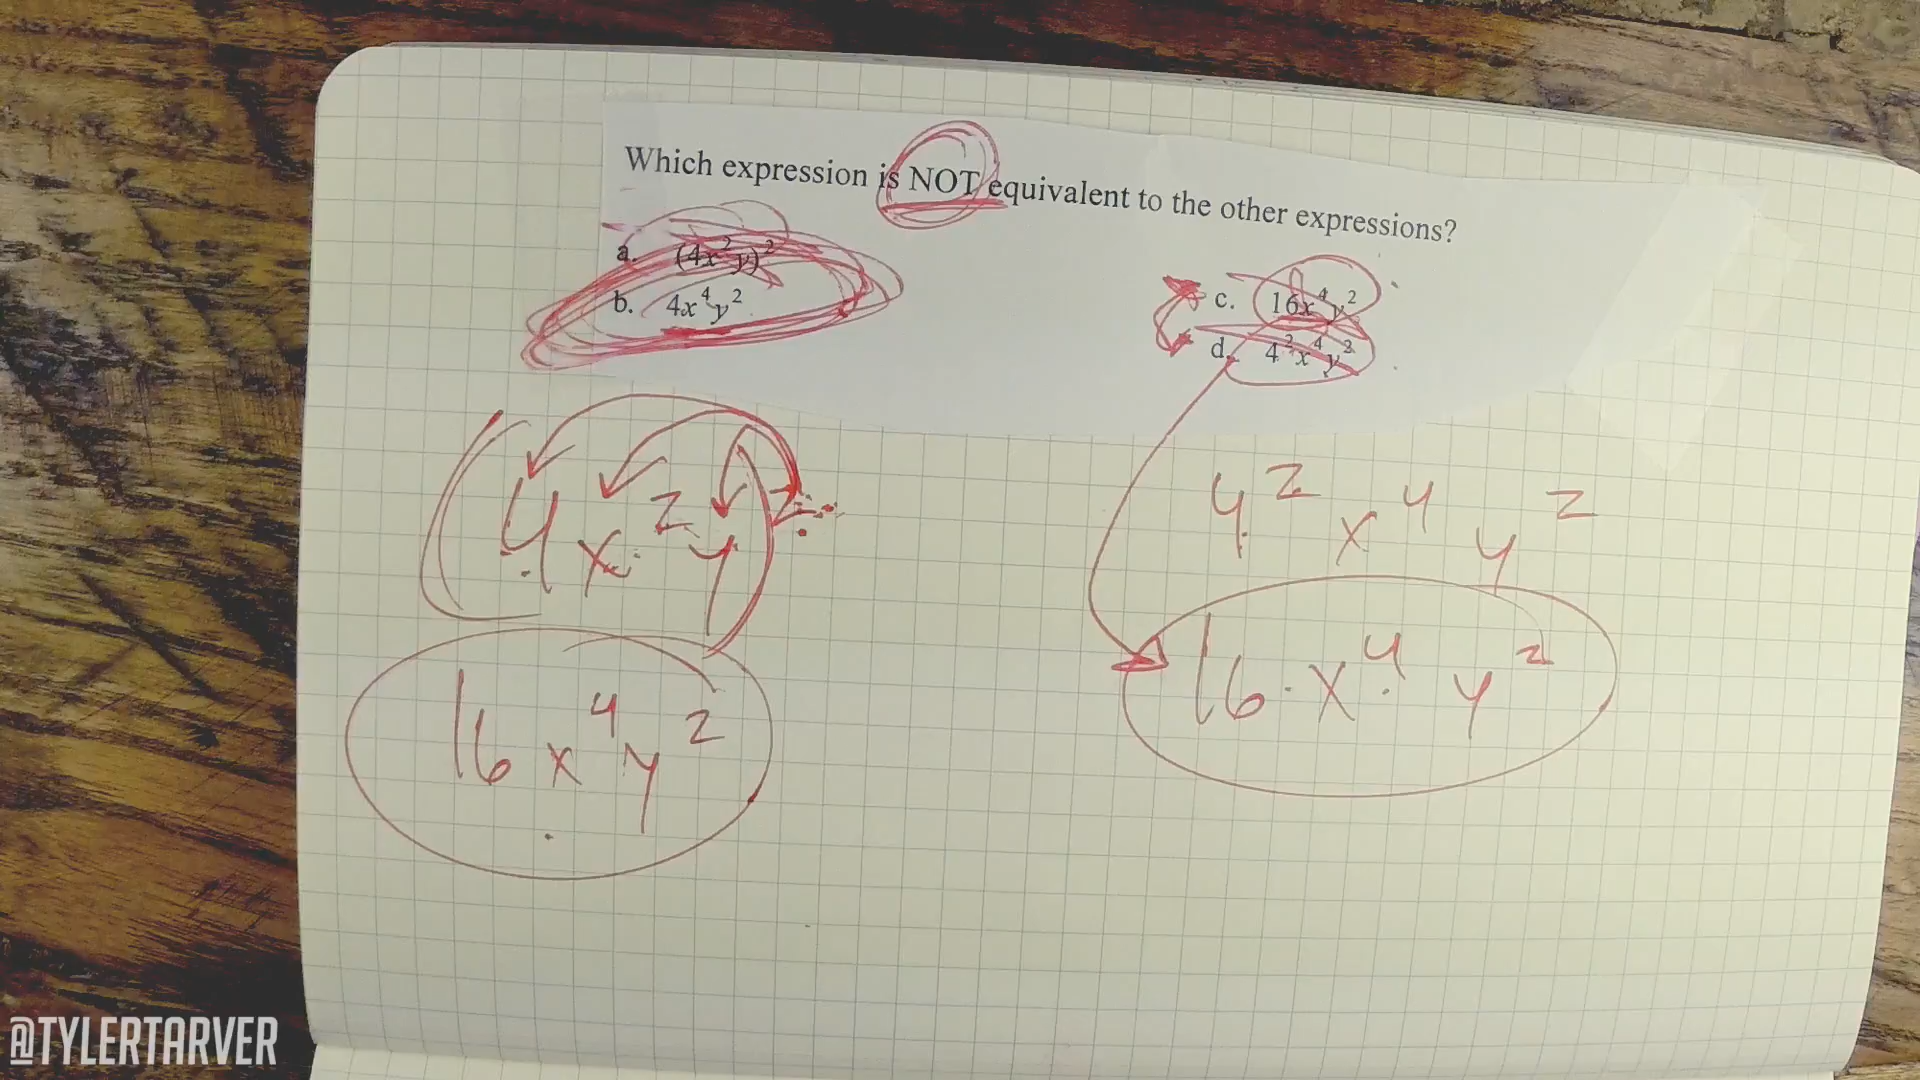 Which expression is NOT equivalent to the other expressions?
a. (4x²y)²
b. 4x⁴y²
c. 16x⁴y²
d. 4²x⁴y²
(4x²y)²
16x⁴y²
4²x⁴y²
16·x⁴·y²
@TYLERTARVER